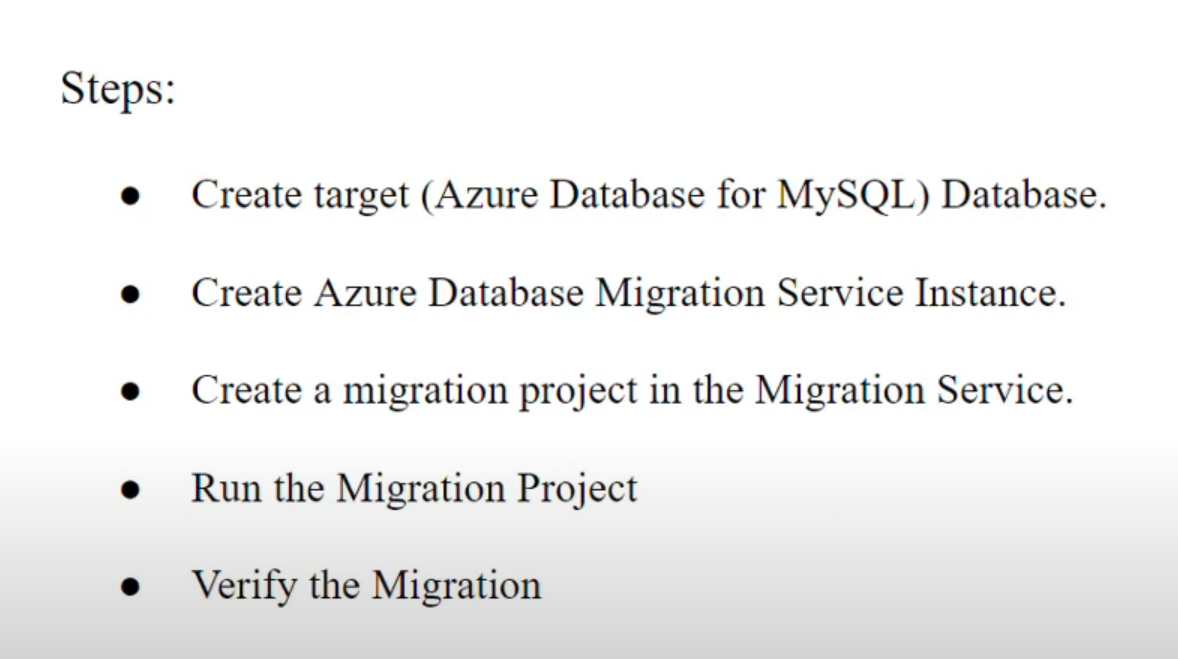 Steps:
● Create target (Azure Database for MySQL) Database.
● Create Azure Database Migration Service Instance.
● Create a migration project in the Migration Service.
● Run the Migration Project
● Verify the Migration